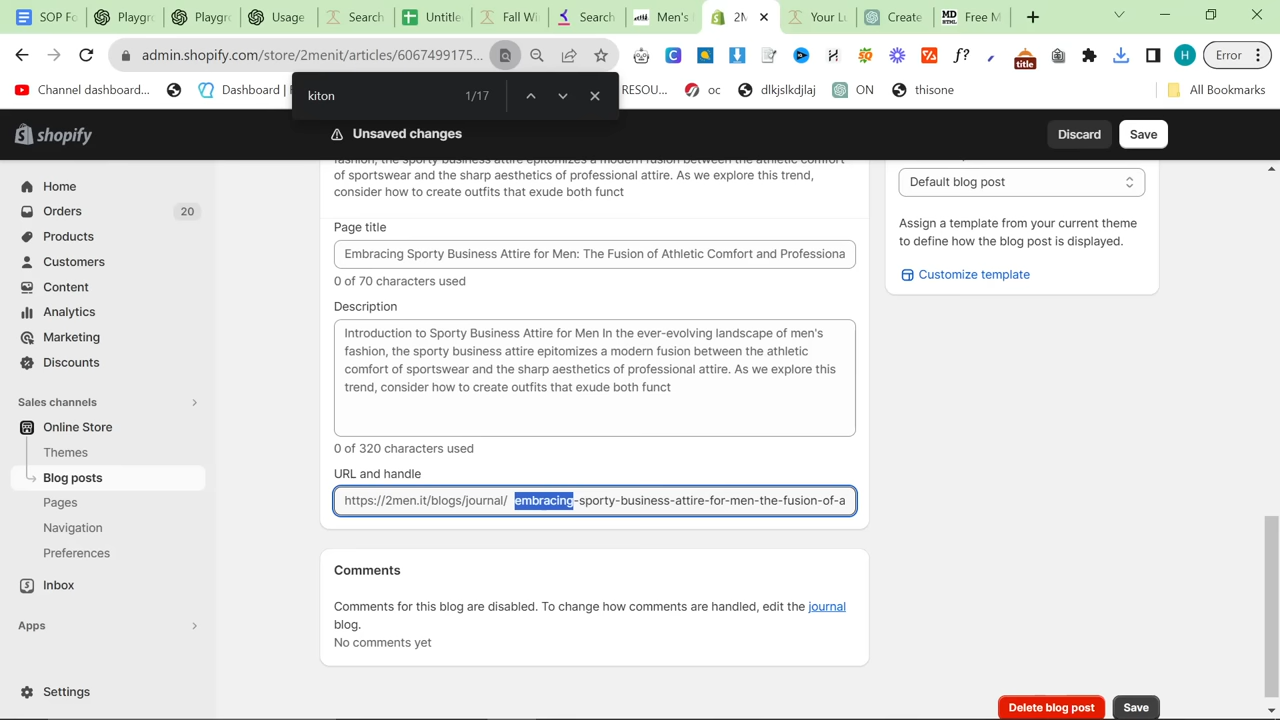 SOP Fo
Playgr
Playgr
Usage
Search
Untitle
Fall Wi
Search
Men's
2M
Your L
Create
Free M
admin.shopify.com/store/2menit/articles/6067499175...
Error
Channel dashboard...
Dashboard |
RESOU...
oc
dlkjslkdjlaj
ON
thisone
All Bookmarks
kiton
1/17
shopify
Unsaved changes
Discard
Save
Home
Orders
20
Products
Customers
Content
Analytics
Marketing
Discounts
Sales channels
Online Store
Themes
Blog posts
Pages
Navigation
Preferences
Inbox
Apps
Settings
fashion, the sporty business attire epitomizes a modern fusion between the athletic comfort
of sportswear and the sharp aesthetics of professional attire. As we explore this trend,
consider how to create outfits that exude both funct
Page title
Embracing Sporty Business Attire for Men: The Fusion of Athletic Comfort and Professiona
0 of 70 characters used
Description
Introduction to Sporty Business Attire for Men In the ever-evolving landscape of men's
fashion, the sporty business attire epitomizes a modern fusion between the athletic
comfort of sportswear and the sharp aesthetics of professional attire. As we explore this
trend, consider how to create outfits that exude both funct
0 of 320 characters used
URL and handle
https://2men.it/blogs/journal/ embracing-sporty-business-attire-for-men-the-fusion-of-a
Comments
Comments for this blog are disabled. To change how comments are handled, edit the journal
blog.
No comments yet
Default blog post
Assign a template from your current theme
to define how the blog post is displayed.
Customize template
Delete blog post
Save